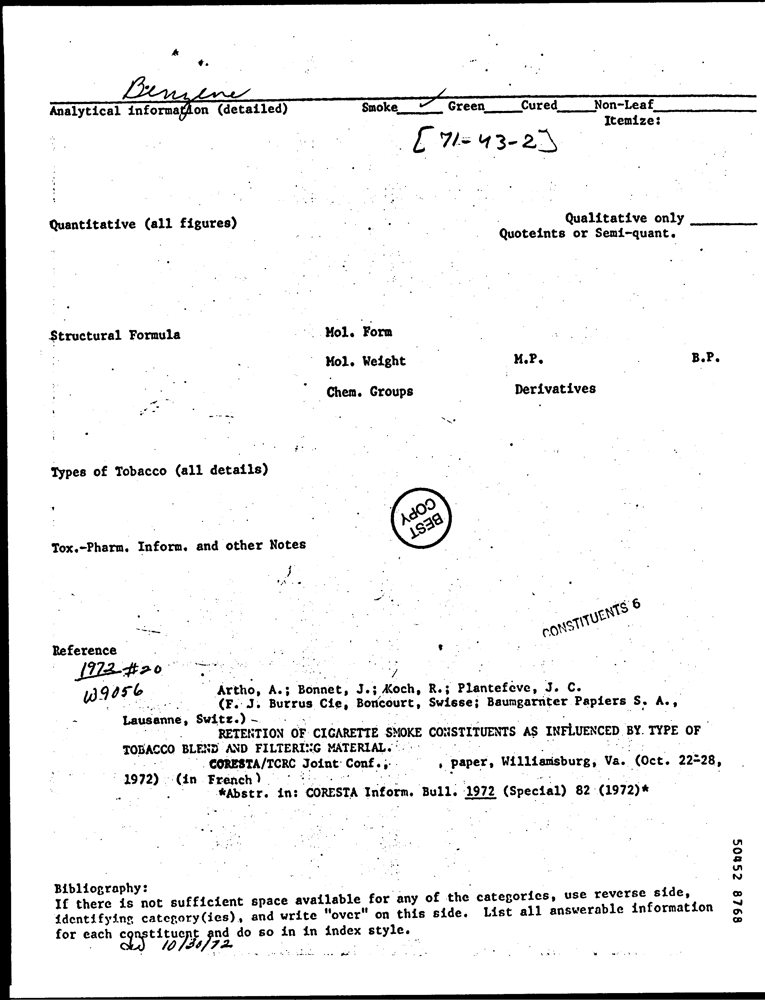 Benzene
Analytical information (detailed) Smoke ✓ Green Cured Non-Leaf
Itemize:
[71-43-2]
Quantitative (all figures) Qualitative only
Quoteints or Semi-quant.
Structural Formula Mol. Form
Mol. Weight M.P. B.P.
Chem. Groups Derivatives
Types of Tobacco (all details)
BEST
COPY
Tox.-Pharm. Inform. and other Notes
CONSTITUENTS 6
Reference
1972 #20
W9056 Artho, A.; Bonnet, J.; Koch, R.; Plantefeve, J. C.
(F. J. Burrus Cie, Boncourt, Swisse; Baumgarnter Papiers S. A.,
Lausanne, Switz.)
RETENTION OF CIGARETTE SMOKE CONSTITUENTS AS INFLUENCED BY TYPE OF
TOBACCO BLEND AND FILTERING MATERIAL.
CORESTA/TCRC Joint Conf., , paper, Williamsburg, Va. (Oct. 22-28,
1972) (in French)
*Abstr. in: CORESTA Inform. Bull. 1972 (Special) 82 (1972)*
50452 8768
Bibliography:
If there is not sufficient space available for any of the categories, use reverse side,
identifying category(ies), and write "over" on this side. List all answerable information
for each constituent and do so in in index style.
10/30/72